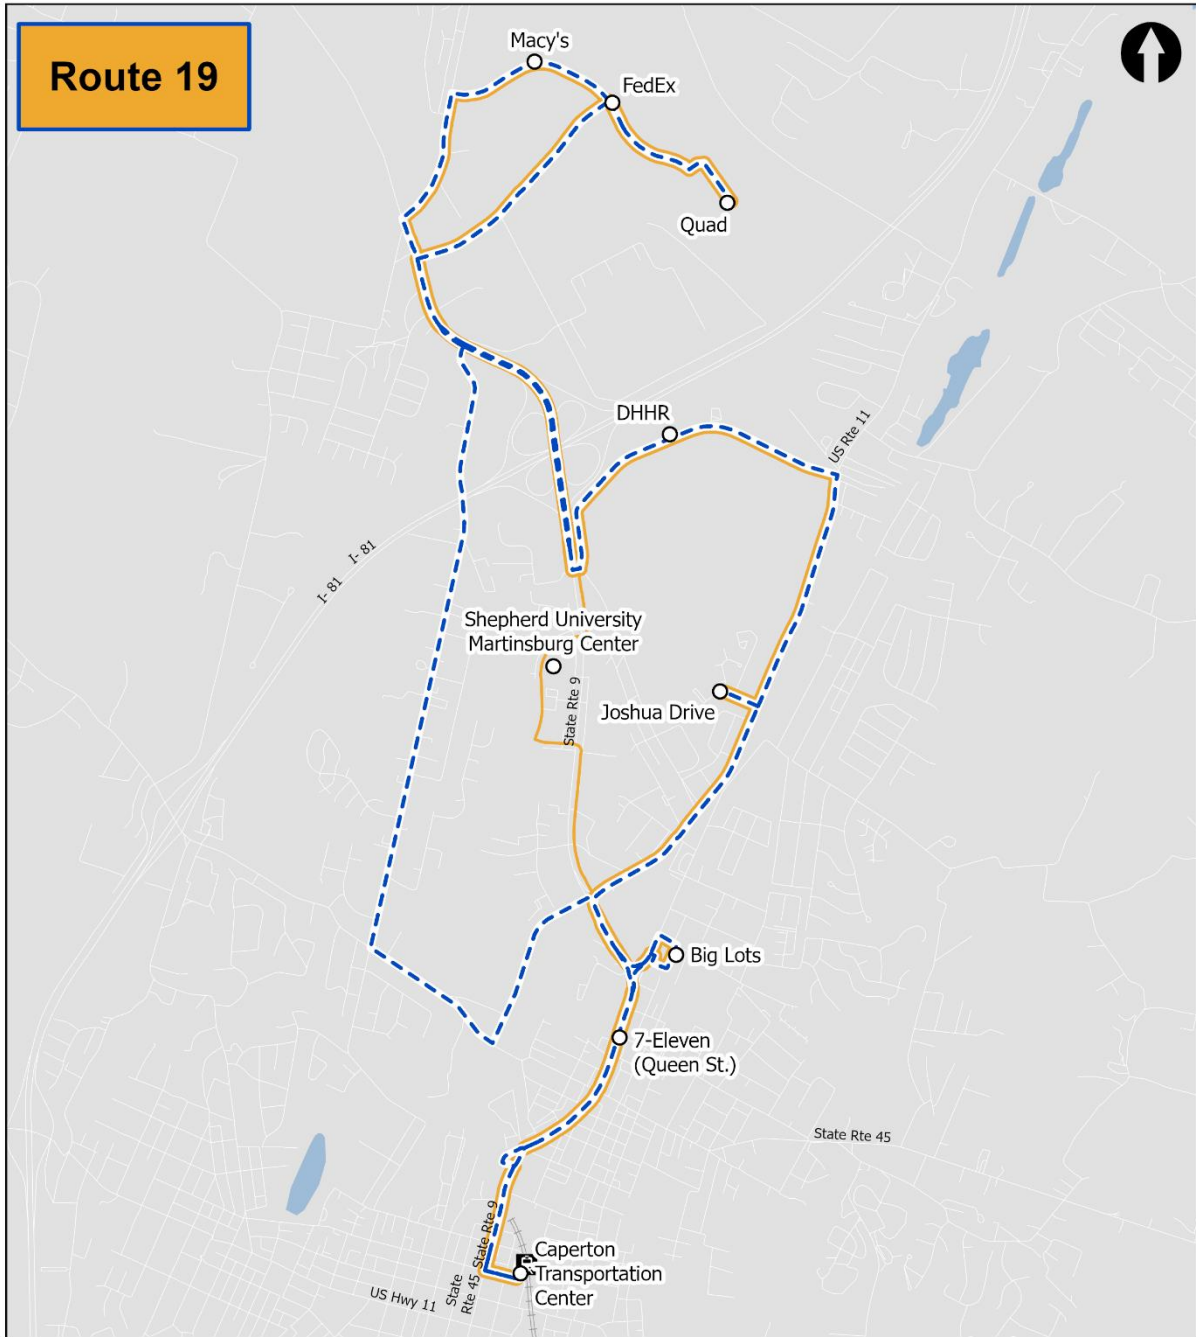 Route 19
Macy's
FedEx
Quad
DHHR
US Rte 11
I- 81
I- 81
Shepherd University
Martinsburg Center
State Rte 9
Joshua Drive
Big Lots
7-Eleven
(Queen St.)
State Rte 45
State Rte 9
Caperton
Transportation
Center
State
Rte 45
US Hwy 11